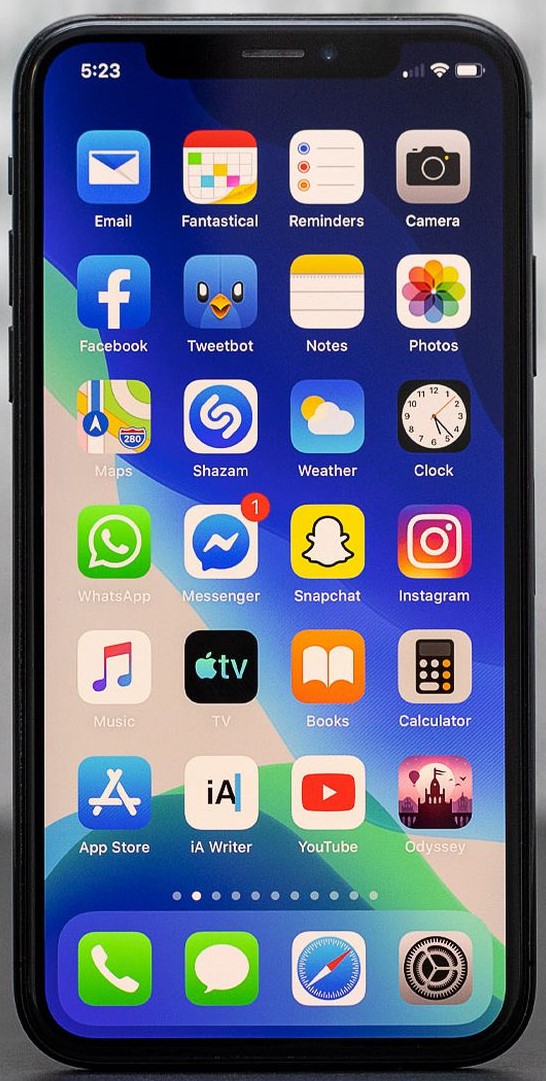 5:23
Email Fantastical Reminders Camera
Facebook Tweetbot Notes Photos
280
Maps Shazam Weather Clock
1
WhatsApp Messenger Snapchat Instagram
tv
Music TV Books Calculator
iA
App Store iA Writer YouTube Odyssey